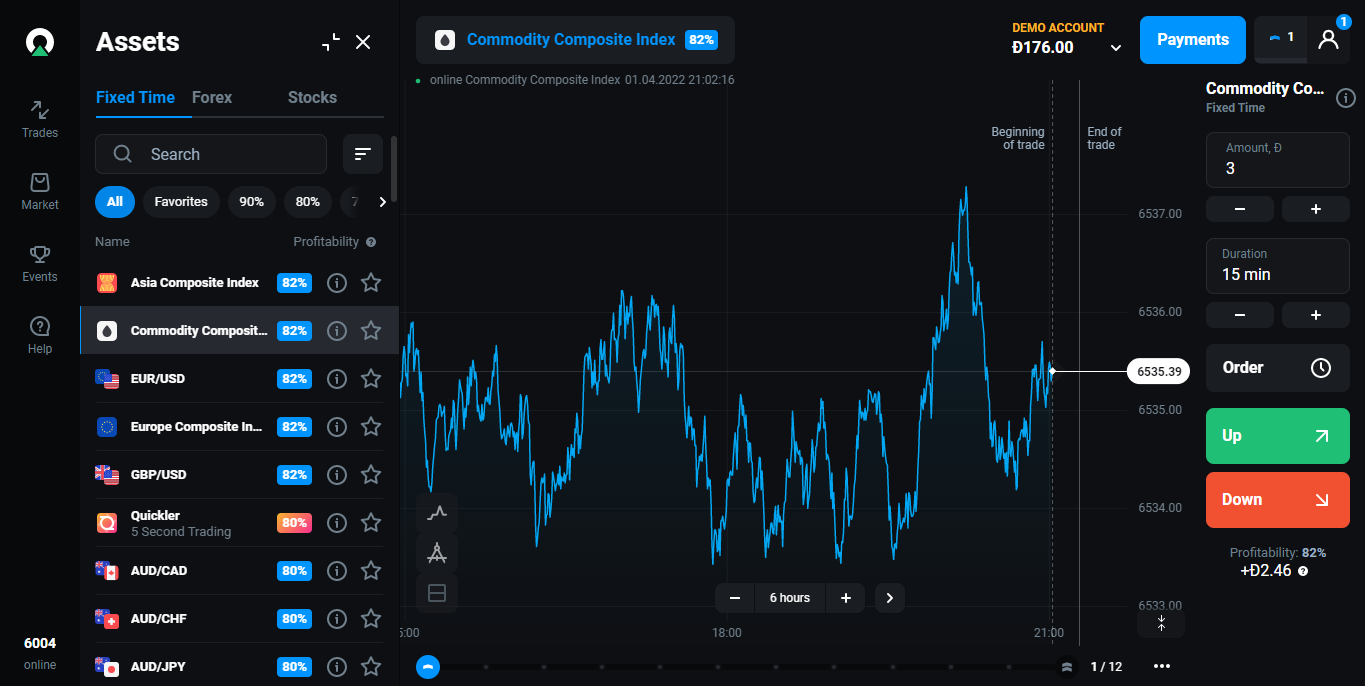 Trades
Market
Events
Help
6004
online
Assets
Fixed Time Forex Stocks
Search
All Favorites 90% 80% 7
Name Profitability ?
Asia Composite Index 82%
Commodity Composit... 82%
EUR/USD 82%
Europe Composite In... 82%
GBP/USD 82%
Quickler 80%
5 Second Trading
AUD/CAD 80%
AUD/CHF 80%
AUD/JPY 80%
Commodity Composite Index 82%
online Commodity Composite Index 01.04.2022 21:02:16
DEMO ACCOUNT
Đ176.00
Payments
1
1
Beginning
of trade
End of
trade
6537.00
6536.00
6535.39
6535.00
6534.00
6533.00
− 6 hours + >
5:00 18:00 21:00
1 / 12 •••
Commodity Co...
Fixed Time
Amount, Đ
3
− +
Duration
15 min
− +
Order
Up
Down
Profitability: 82%
+Đ2.46 ?